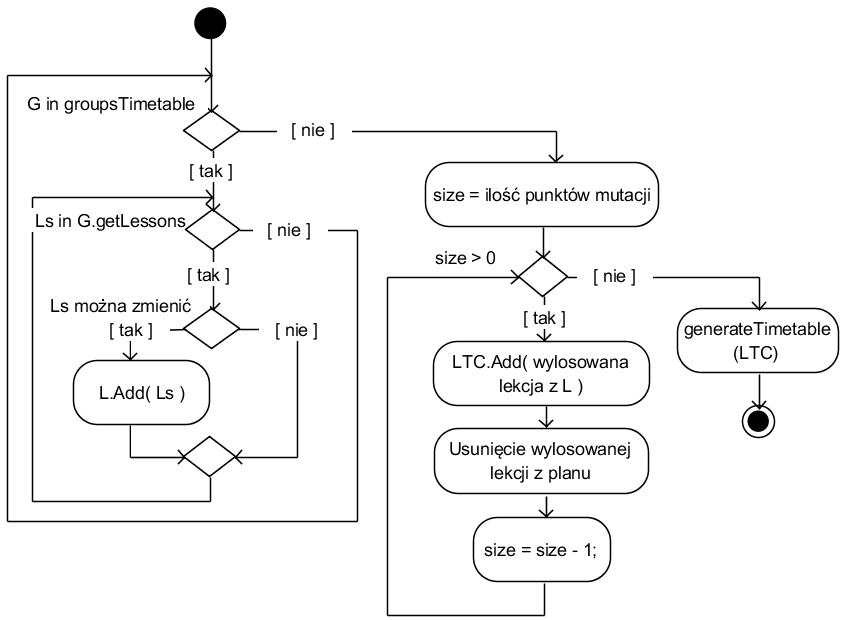 G in groupsTimetable
[ nie ]
[ tak ]
size = ilość punktów mutacji
Ls in G.getLessons
[ nie ]
size > 0
[ tak ]
[ nie ]
Ls można zmienić
[ tak ]
[ nie ]
[ tak ]
generateTimetable
(LTC)
L.Add( Ls )
LTC.Add( wylosowana
lekcja z L )
Usunięcie wylosowanej
lekcji z planu
size = size - 1;